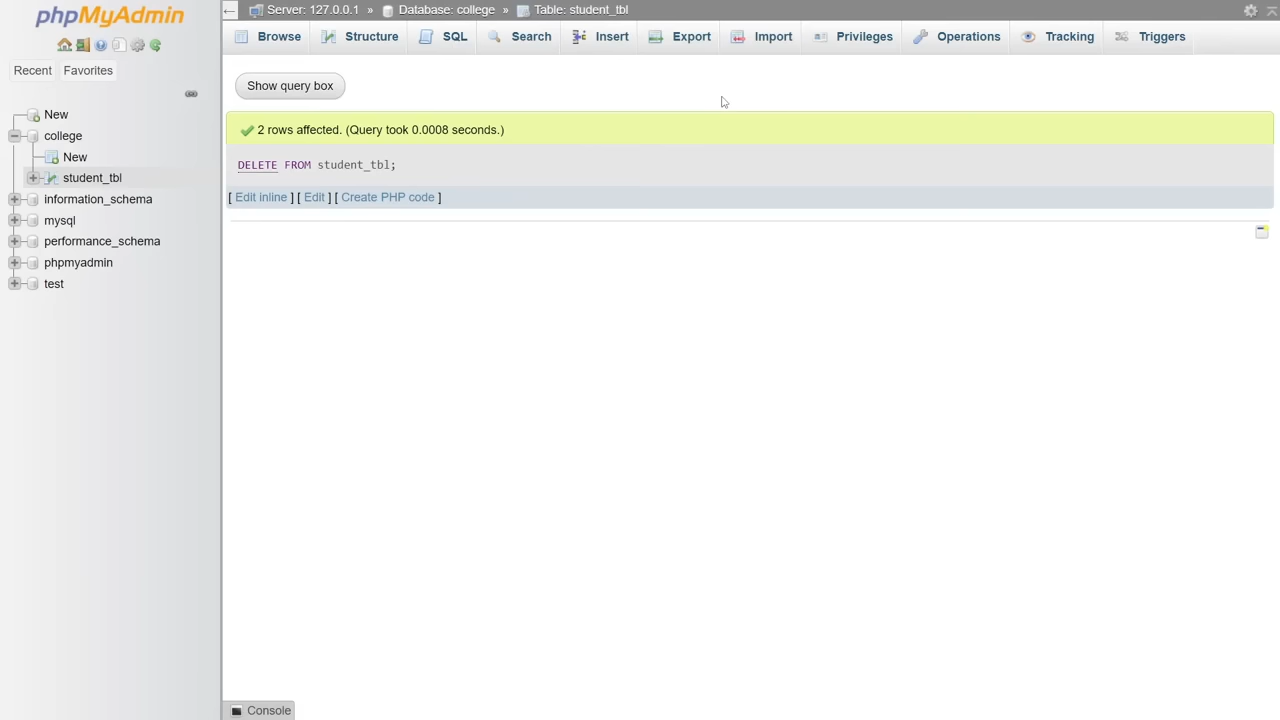 phpMyAdmin
Recent Favorites
New
college
New
student_tbl
information_schema
mysql
performance_schema
phpmyadmin
test
Server: 127.0.0.1 » Database: college » Table: student_tbl
Browse Structure SQL Search Insert Export Import Privileges Operations Tracking Triggers
Show query box
2 rows affected. (Query took 0.0008 seconds.)
DELETE FROM student_tbl;
[ Edit inline ] [ Edit ] [ Create PHP code ]
Console